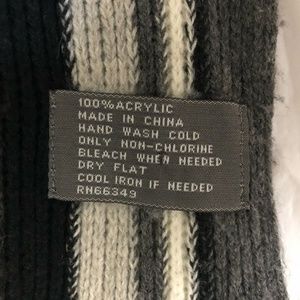 100% ACRYLIC
MADE IN CHINA
HAND WASH COLD
ONLY NON-CHLORINE
BLEACH WHEN NEEDED
DRY FLAT
COOL IRON IF NEEDED
RN66349